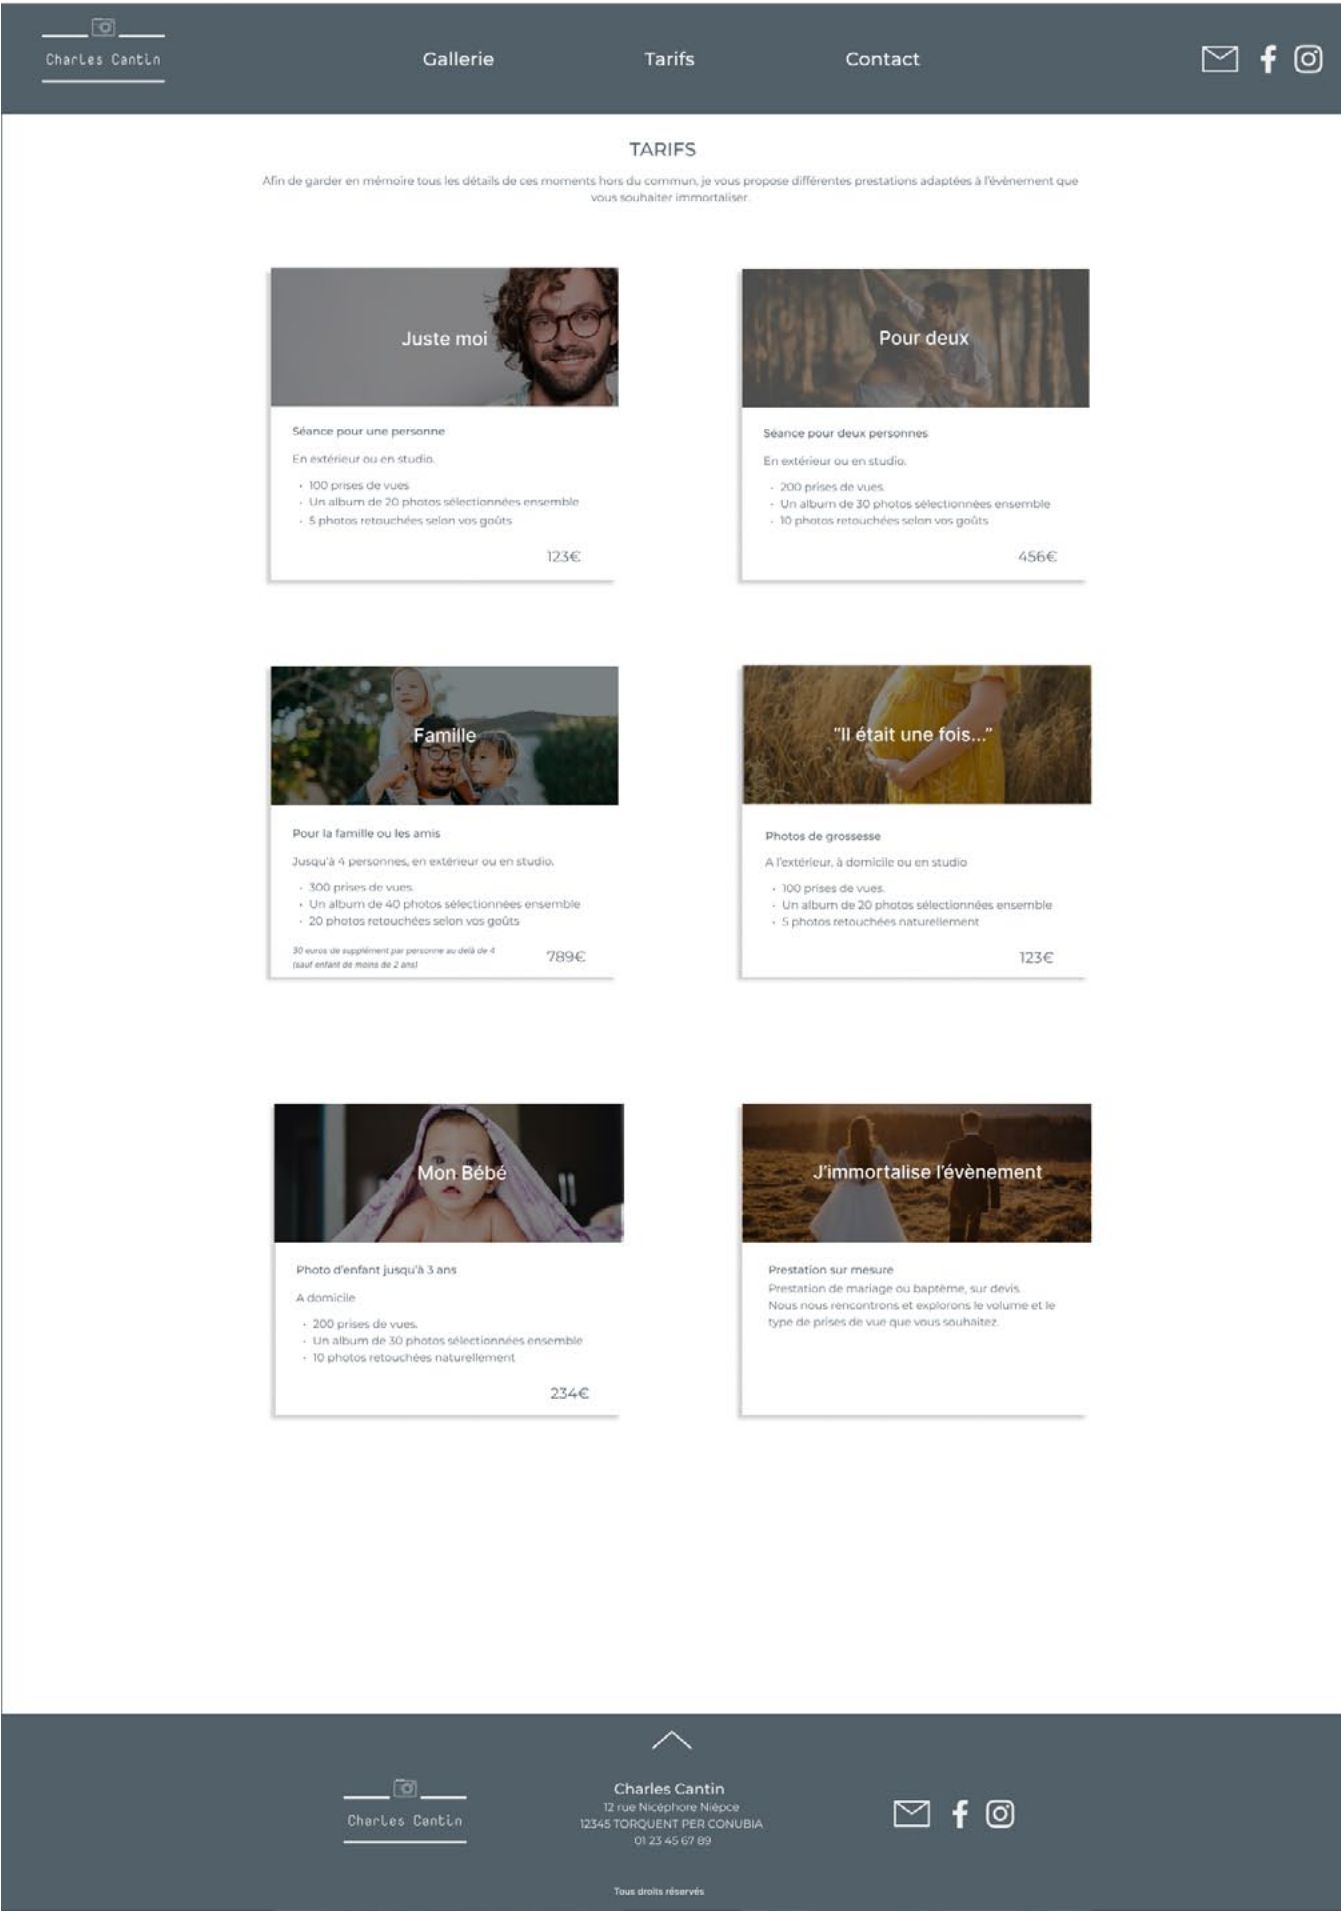 Charles Cantin
Gallerie
Tarifs
Contact
TARIFS
Afin de garder en mémoire tous les détails de ces moments hors du commun, je vous propose différentes prestations adaptées à l'évènement que
vous souhaiter immortaliser.
Juste moi
Séance pour une personne
En extérieur ou en studio.
• 100 prises de vues
• Un album de 20 photos sélectionnées ensemble
• 5 photos retouchées selon vos goûts
123€
Pour deux
Séance pour deux personnes
En extérieur ou en studio.
• 200 prises de vues.
• Un album de 30 photos sélectionnées ensemble
• 10 photos retouchées selon vos goûts
456€
Famille
Pour la famille ou les amis
Jusqu'à 4 personnes, en extérieur ou en studio.
• 300 prises de vues.
• Un album de 40 photos sélectionnées ensemble
• 20 photos retouchées selon vos goûts
30 euros de supplément par personne au delà de 4
(sauf enfant de moins de 2 ans)
789€
"Il était une fois..."
Photos de grossesse
A l'extérieur, à domicile ou en studio
• 100 prises de vues.
• Un album de 20 photos sélectionnées ensemble
• 5 photos retouchées naturellement
123€
Mon Bébé
Photo d'enfant jusqu'à 3 ans
A domicile
• 200 prises de vues.
• Un album de 30 photos sélectionnées ensemble
• 10 photos retouchées naturellement
234€
J'immortalise l'évènement
Prestation sur mesure
Prestation de mariage ou baptême, sur devis.
Nous nous rencontrons et explorons le volume et le
type de prises de vue que vous souhaitez.
Charles Cantin
Charles Cantin
12 rue Nicéphore Niépce
12345 TORQUENT PER CONUBIA
01 23 45 67 89
Tous droits réservés